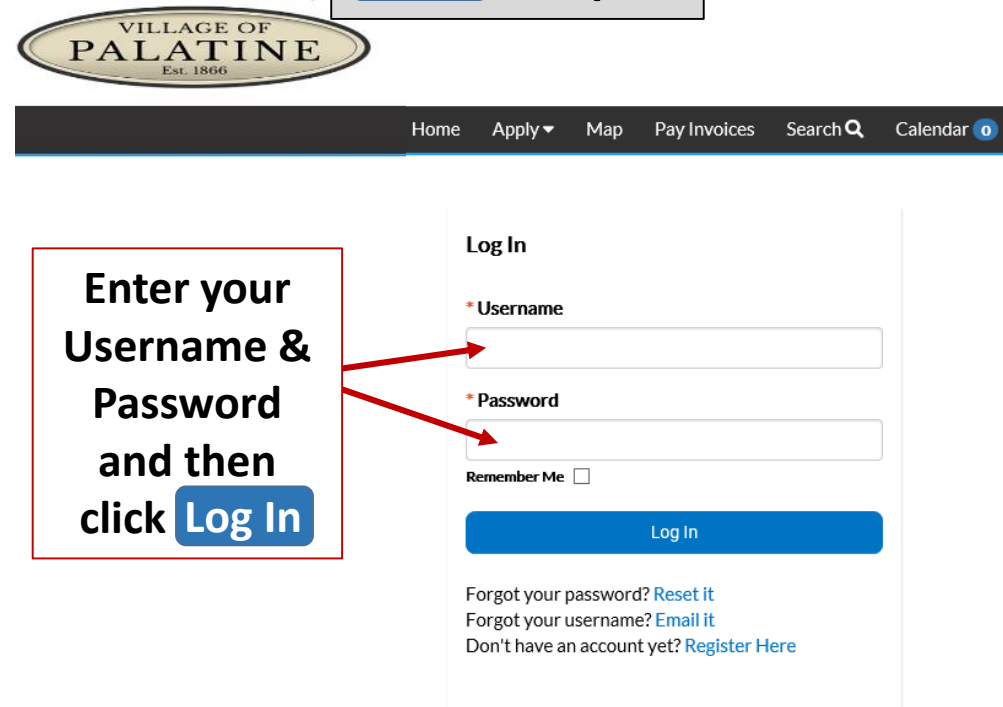 VILLAGE OF
PALATINE
Est. 1866
Home Apply Map Pay Invoices Search Calendar 0
Enter your
Username &
Password
and then
click Log In
Log In
* Username
* Password
Remember Me
Log In
Forgot your password? Reset it
Forgot your username? Email it
Don't have an account yet? Register Here